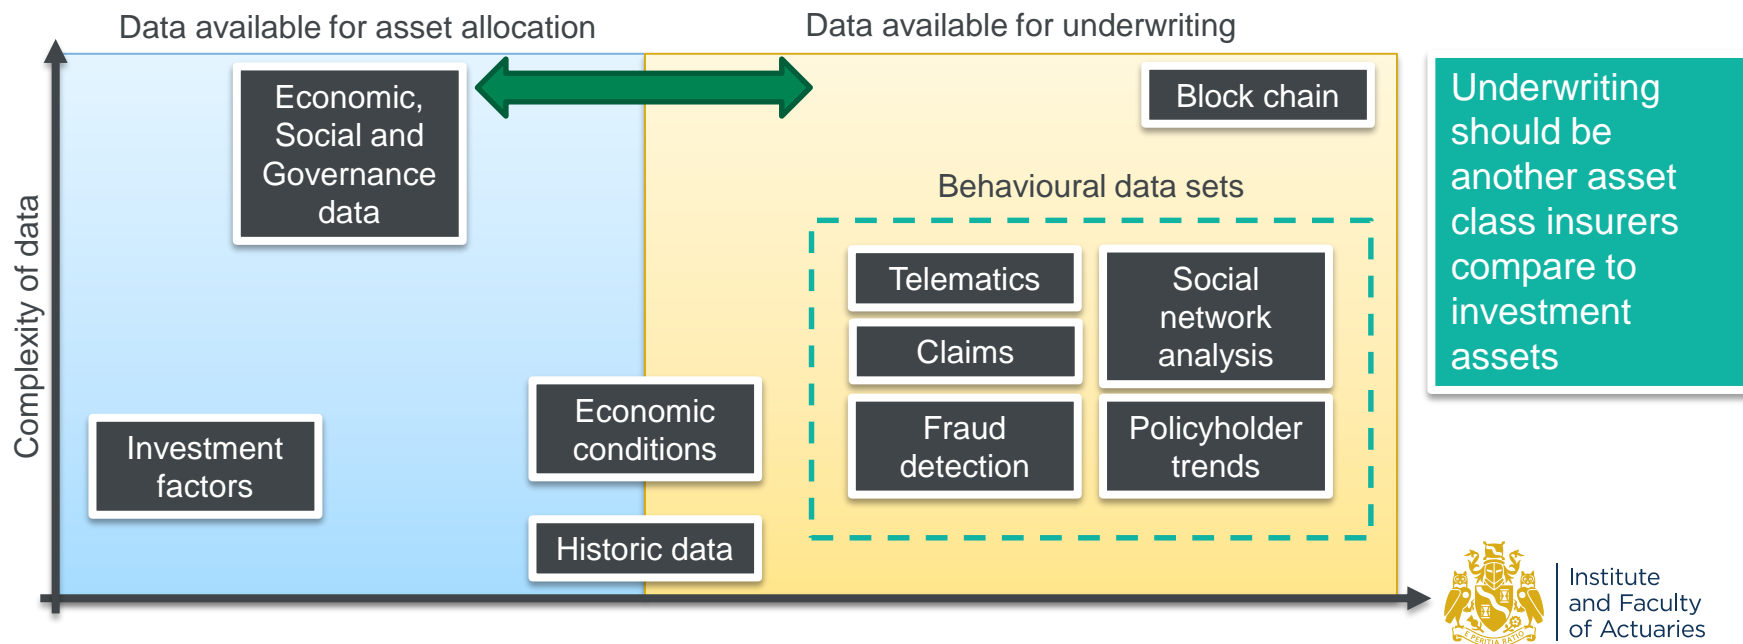 Data available for asset allocation
Data available for underwriting
Complexity of data
Economic,
Social and
Governance
data
Block chain
Behavioural data sets
Telematics
Claims
Social
network
analysis
Fraud
detection
Policyholder
trends
Economic
conditions
Investment
factors
Historic data
Underwriting
should be
another asset
class insurers
compare to
investment
assets
E PERITIA RATIO
Institute
and Faculty
of Actuaries